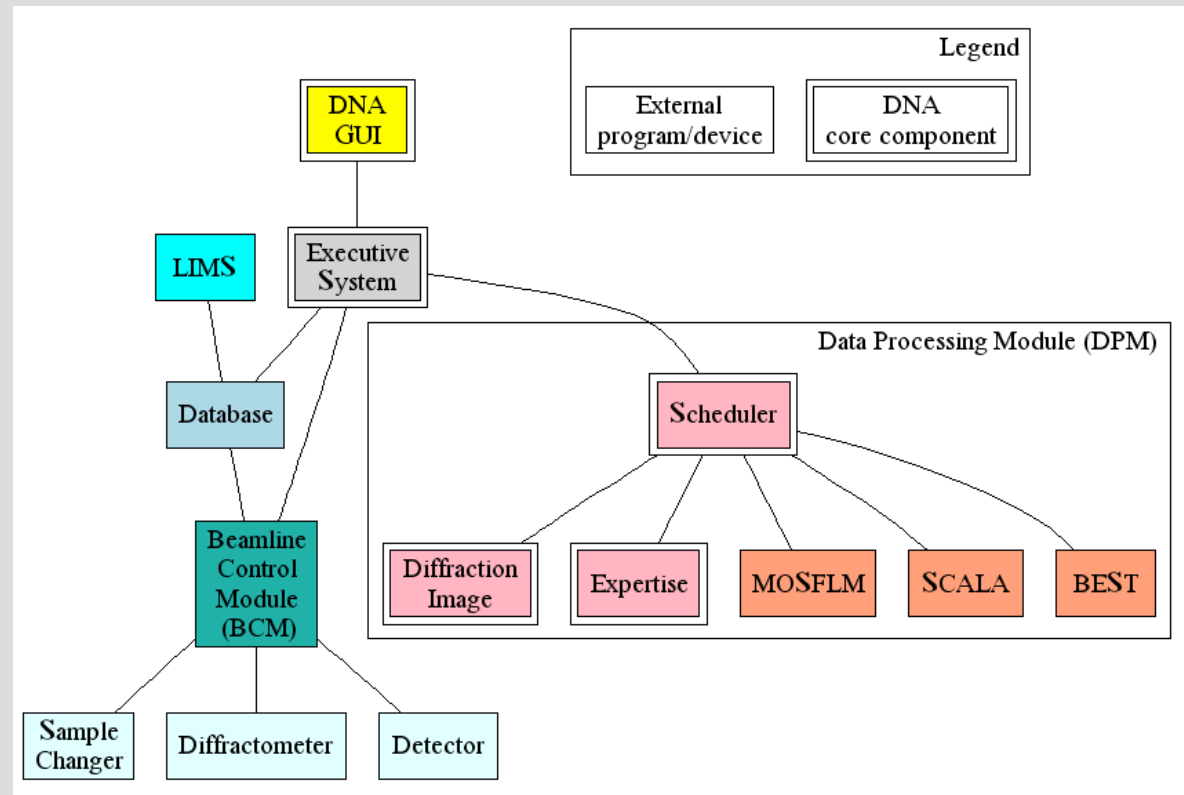 Legend
External
program/device
DNA
core component
DNA
GUI
LIMS
Executive
System
Data Processing Module (DPM)
Database
Scheduler
Beamline
Control
Module
(BCM)
Diffraction
Image
Expertise
MOSFLM
SCALA
BEST
Sample
Changer
Diffractometer
Detector